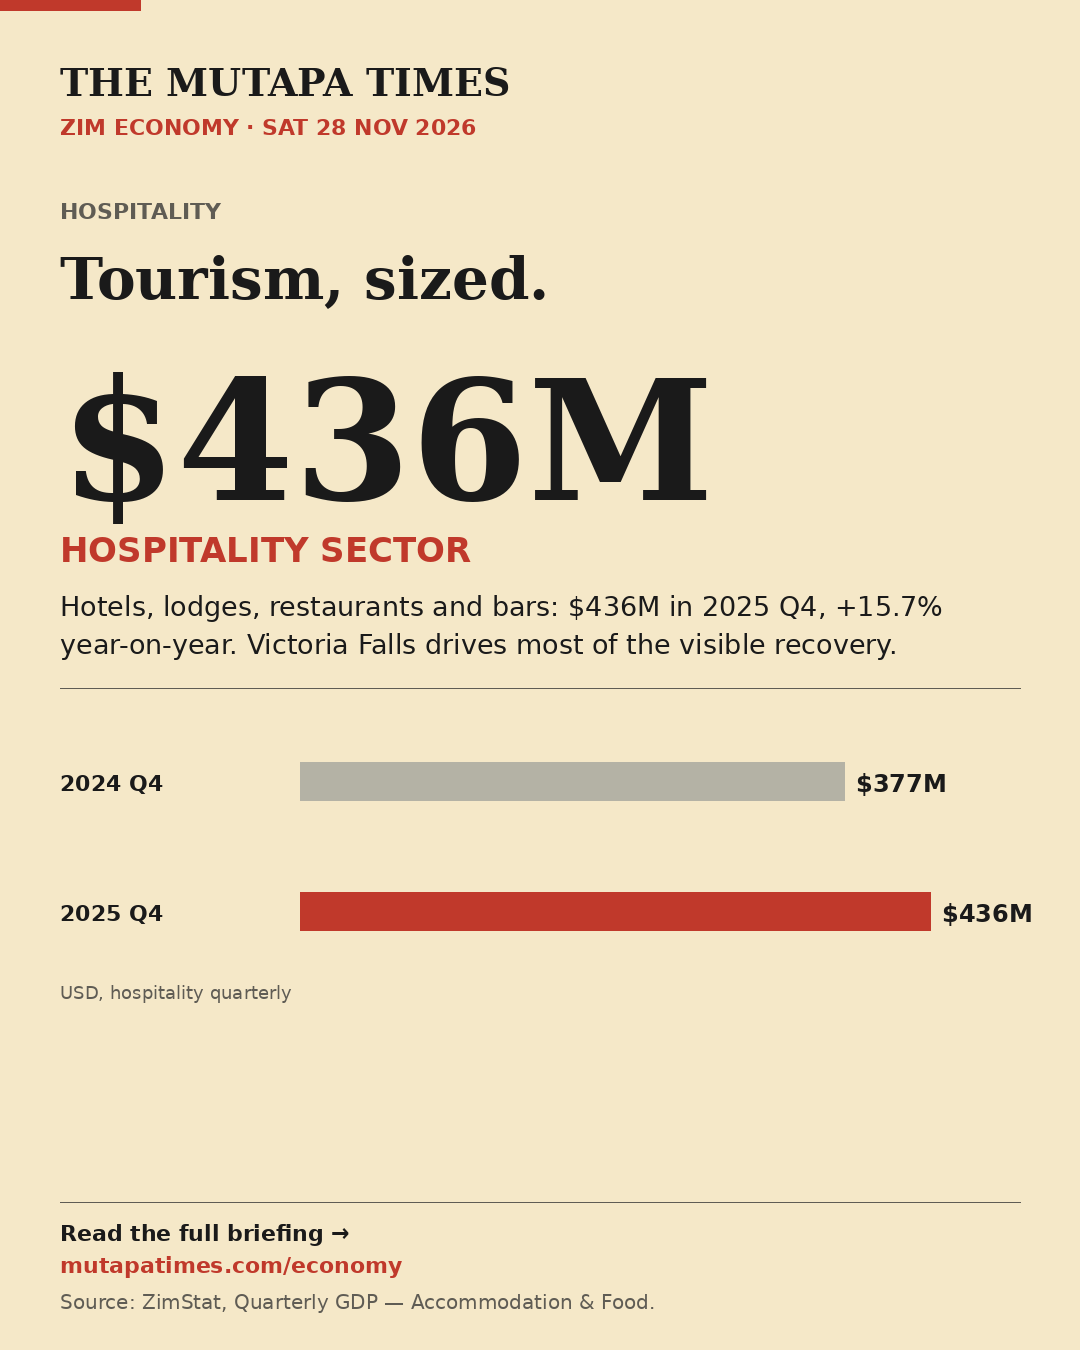 THE MUTAPA TIMES
ZIM ECONOMY · SAT 28 NOV 2026
HOSPITALITY
Tourism, sized.
$436M
HOSPITALITY SECTOR
Hotels, lodges, restaurants and bars: $436M in 2025 Q4, +15.7%
year-on-year. Victoria Falls drives most of the visible recovery.
2024 Q4 $377M
2025 Q4 $436M
USD, hospitality quarterly
Read the full briefing →
mutapatimes.com/economy
Source: ZimStat, Quarterly GDP — Accommodation & Food.